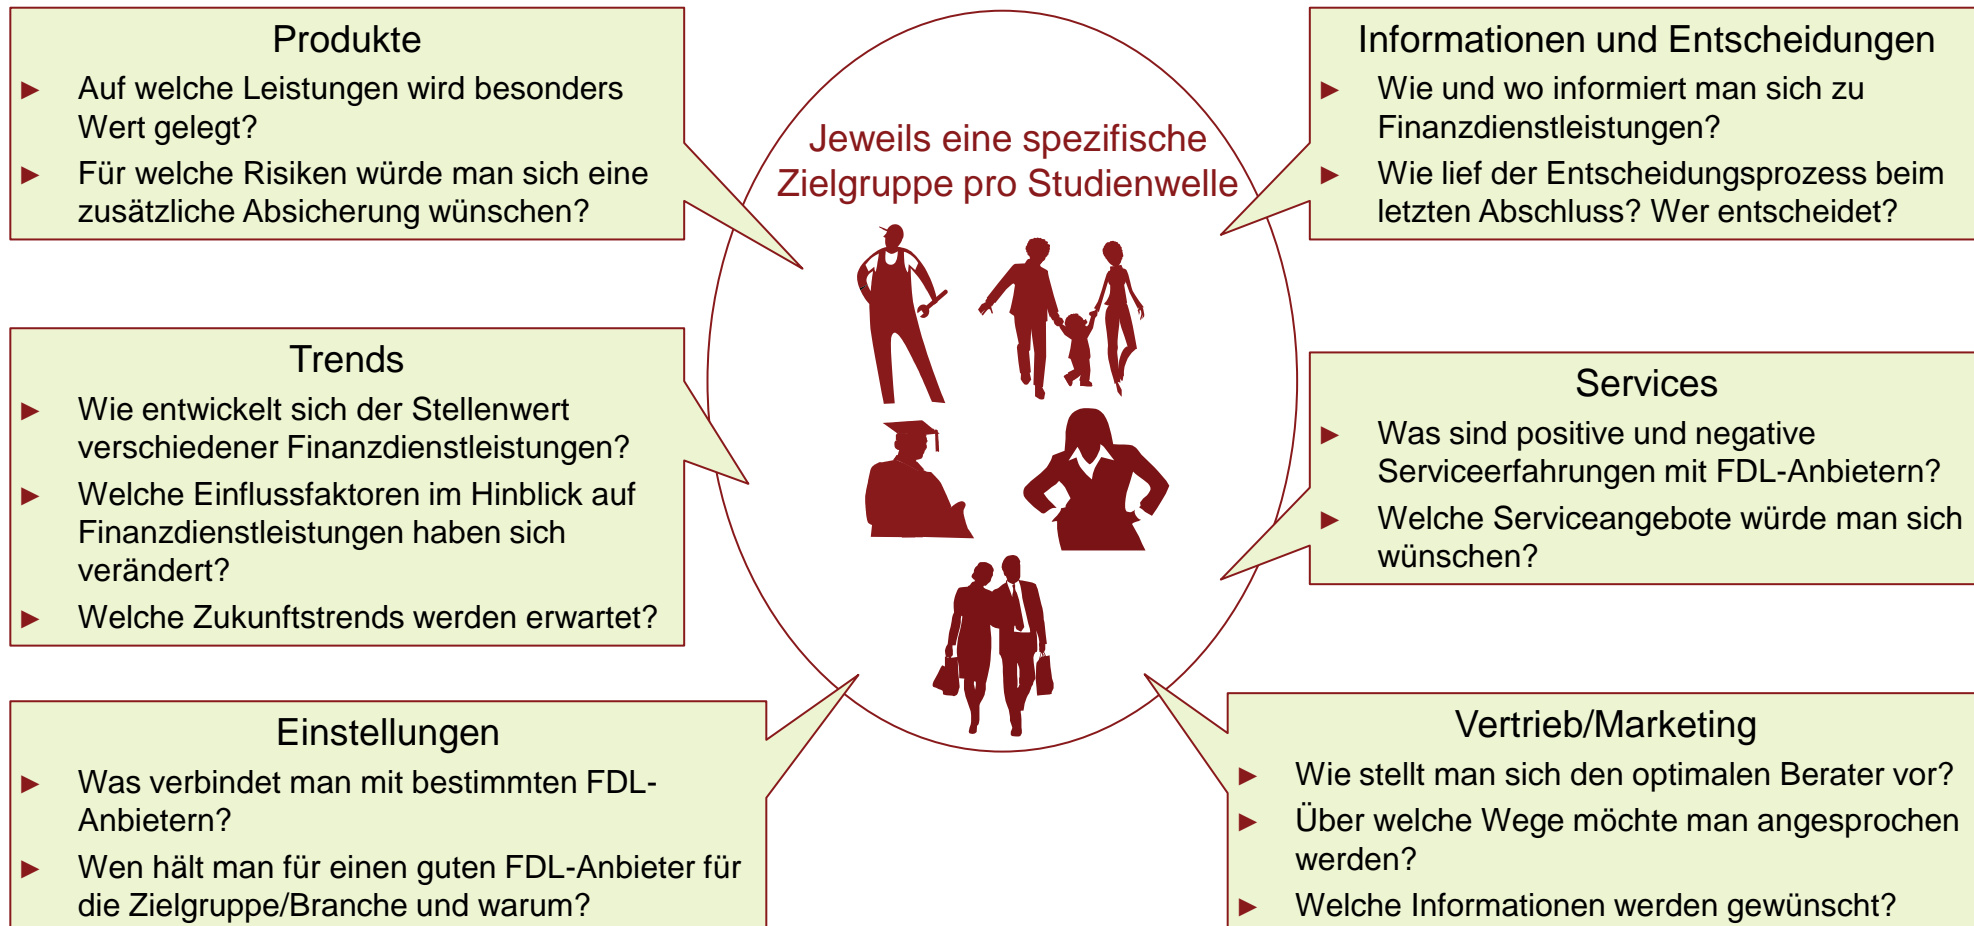 Produkte
► Auf welche Leistungen wird besonders
Wert gelegt?
► Für welche Risiken würde man sich eine
zusätzliche Absicherung wünschen?
Trends
► Wie entwickelt sich der Stellenwert
verschiedener Finanzdienstleistungen?
► Welche Einflussfaktoren im Hinblick auf
Finanzdienstleistungen haben sich
verändert?
► Welche Zukunftstrends werden erwartet?
Einstellungen
► Was verbindet man mit bestimmten FDL-
Anbietern?
► Wen hält man für einen guten FDL-Anbieter für
die Zielgruppe/Branche und warum?
Jeweils eine spezifische
Zielgruppe pro Studienwelle
Informationen und Entscheidungen
► Wie und wo informiert man sich zu
Finanzdienstleistungen?
► Wie lief der Entscheidungsprozess beim
letzten Abschluss? Wer entscheidet?
Services
► Was sind positive und negative
Serviceerfahrungen mit FDL-Anbietern?
► Welche Serviceangebote würde man sich
wünschen?
Vertrieb/Marketing
► Wie stellt man sich den optimalen Berater vor?
► Über welche Wege möchte man angesprochen
werden?
► Welche Informationen werden gewünscht?